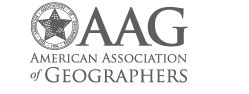 AAG
AMERICAN ASSOCIATION
of GEOGRAPHERS